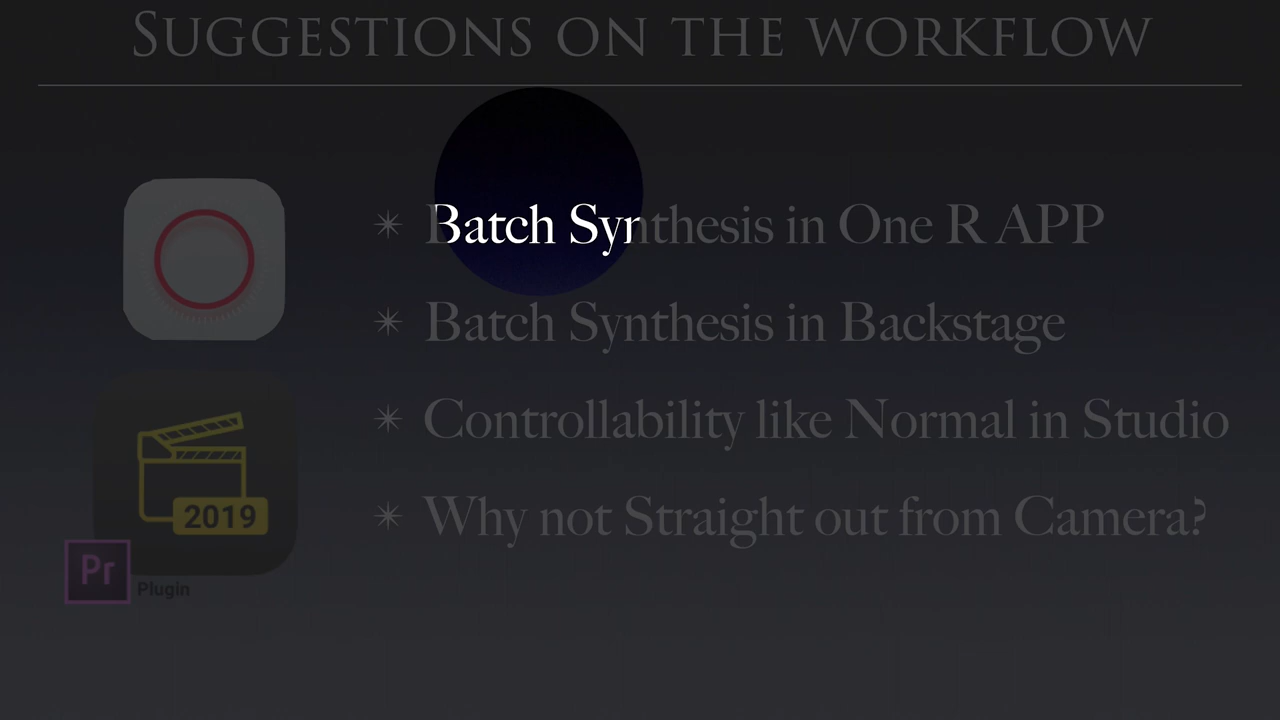 SUGGESTIONS ON THE WORKFLOW
Batch Synthesis in One R APP
Batch Synthesis in Backstage
Controllability like Normal in Studio
2019
Why not Straight out from Camera?
Pr
Plugin